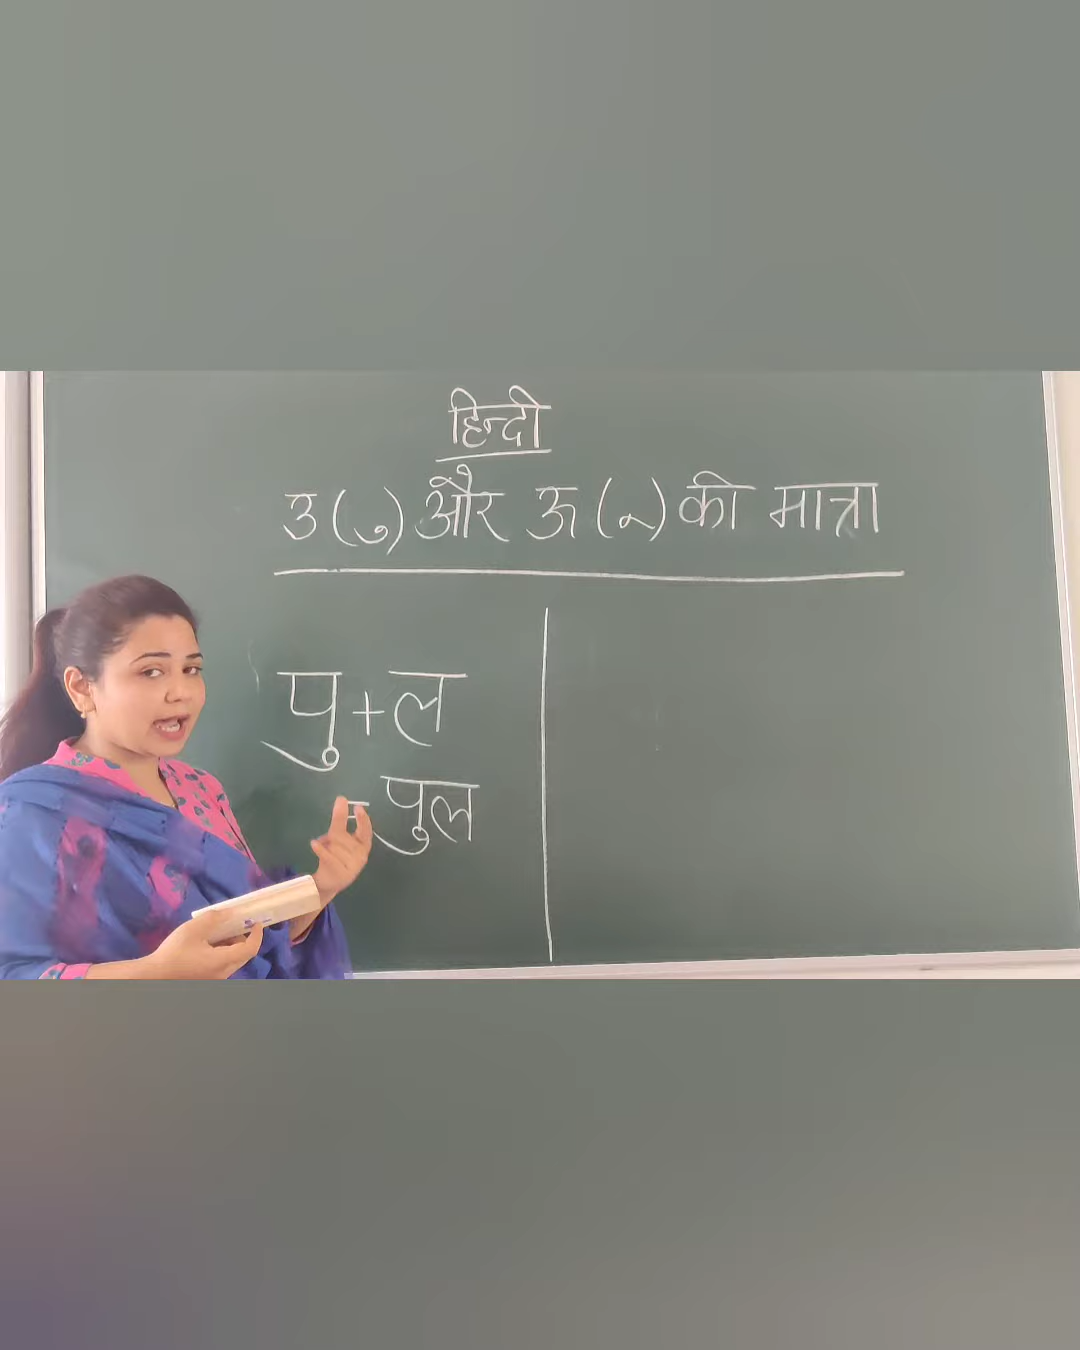 हिन्दी
उ ( ु) और ऊ ( ू) की मात्रा
पु + ल
= पुल